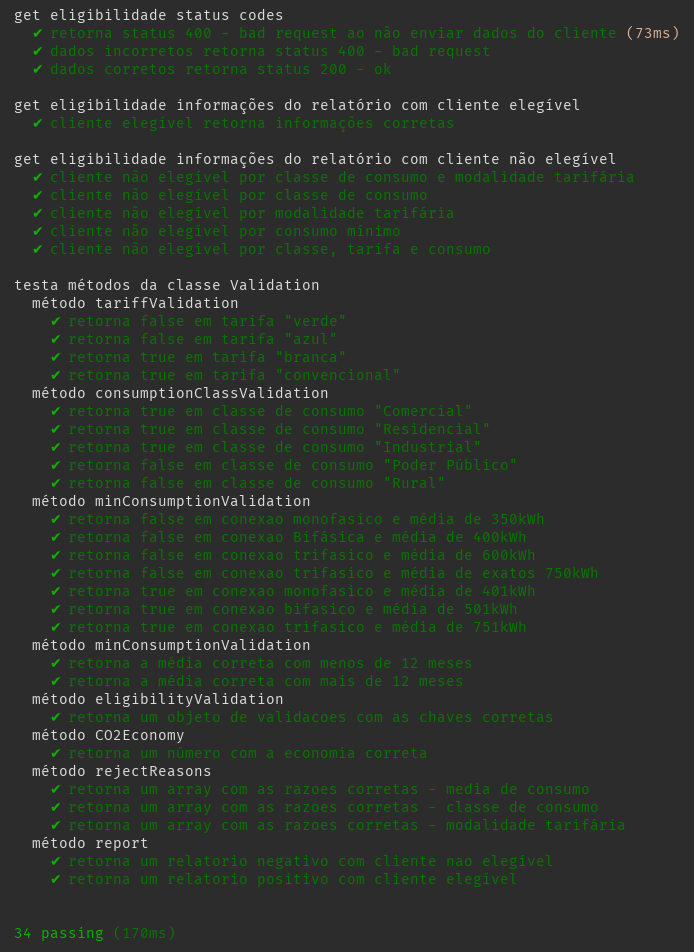 get eligibilidade status codes
✔ retorna status 400 - bad request ao não enviar dados do cliente (73ms)
✔ dados incorretos retorna status 400 - bad request
✔ dados corretos retorna status 200 - ok
get eligibilidade informações do relatório com cliente elegível
✔ cliente elegível retorna informações corretas
get eligibilidade informações do relatório com cliente não elegível
✔ cliente não elegível por classe de consumo e modalidade tarifária
✔ cliente não elegível por classe de consumo
✔ cliente não elegível por modalidade tarifária
✔ cliente não elegível por consumo mínimo
✔ cliente não elegível por classe, tarifa e consumo
testa métodos da classe Validation
método tariffValidation
✔ retorna false em tarifa "verde"
✔ retorna false em tarifa "azul"
✔ retorna true em tarifa "branca"
✔ retorna true em tarifa "convencional"
método consumptionClassValidation
✔ retorna true em classe de consumo "Comercial"
✔ retorna true em classe de consumo "Residencial"
✔ retorna true em classe de consumo "Industrial"
✔ retorna false em classe de consumo "Poder Público"
✔ retorna false em classe de consumo "Rural"
método minConsumptionValidation
✔ retorna false em conexao monofasico e média de 350kWh
✔ retorna false em conexao Bifásica e média de 400kWh
✔ retorna false em conexao trifasico e média de 600kWh
✔ retorna false em conexao trifasico e média de exatos 750kWh
✔ retorna true em conexao monofasico e média de 401kWh
✔ retorna true em conexao bifasico e média de 501kWh
✔ retorna true em conexao trifasico e média de 751kWh
método minConsumptionValidation
✔ retorna a média correta com menos de 12 meses
✔ retorna a média correta com mais de 12 meses
método eligibilityValidation
✔ retorna um objeto de validacoes com as chaves corretas
método CO2Economy
✔ retorna um número com a economia correta
método rejectReasons
✔ retorna um array com as razoes corretas - media de consumo
✔ retorna um array com as razoes corretas - classe de consumo
✔ retorna um array com as razoes corretas - modalidade tarifária
método report
✔ retorna um relatorio negativo com cliente nao elegível
✔ retorna um relatorio positivo com cliente elegível
34 passing (170ms)